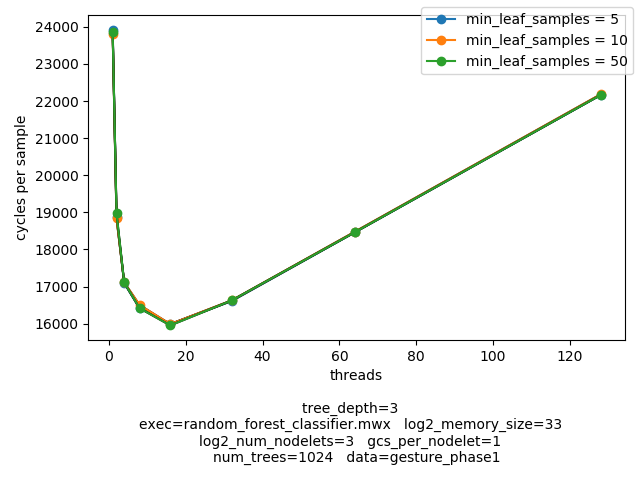 min_leaf_samples = 5
min_leaf_samples = 10
min_leaf_samples = 50
24000
23000
22000
21000
20000
19000
18000
17000
16000
cycles per sample
0 20 40 60 80 100 120
threads
tree_depth=3
exec=random_forest_classifier.mwx log2_memory_size=33
log2_num_nodelets=3 gcs_per_nodelet=1
num_trees=1024 data=gesture_phase1